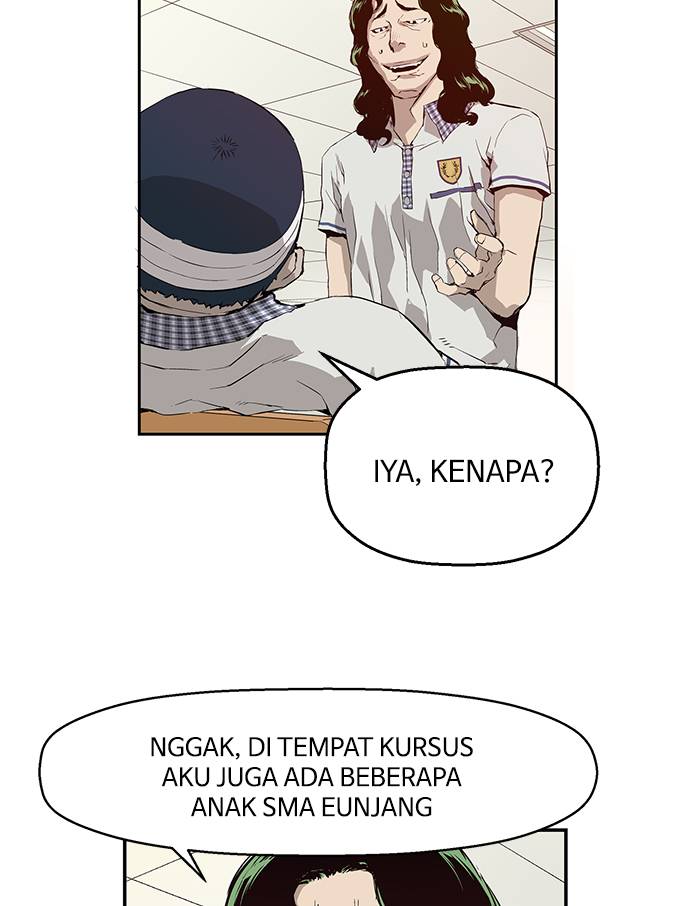 IYA, KENAPA?
NGGAK, DI TEMPAT KURSUS
AKU JUGA ADA BEBERAPA
ANAK SMA EUNJANG